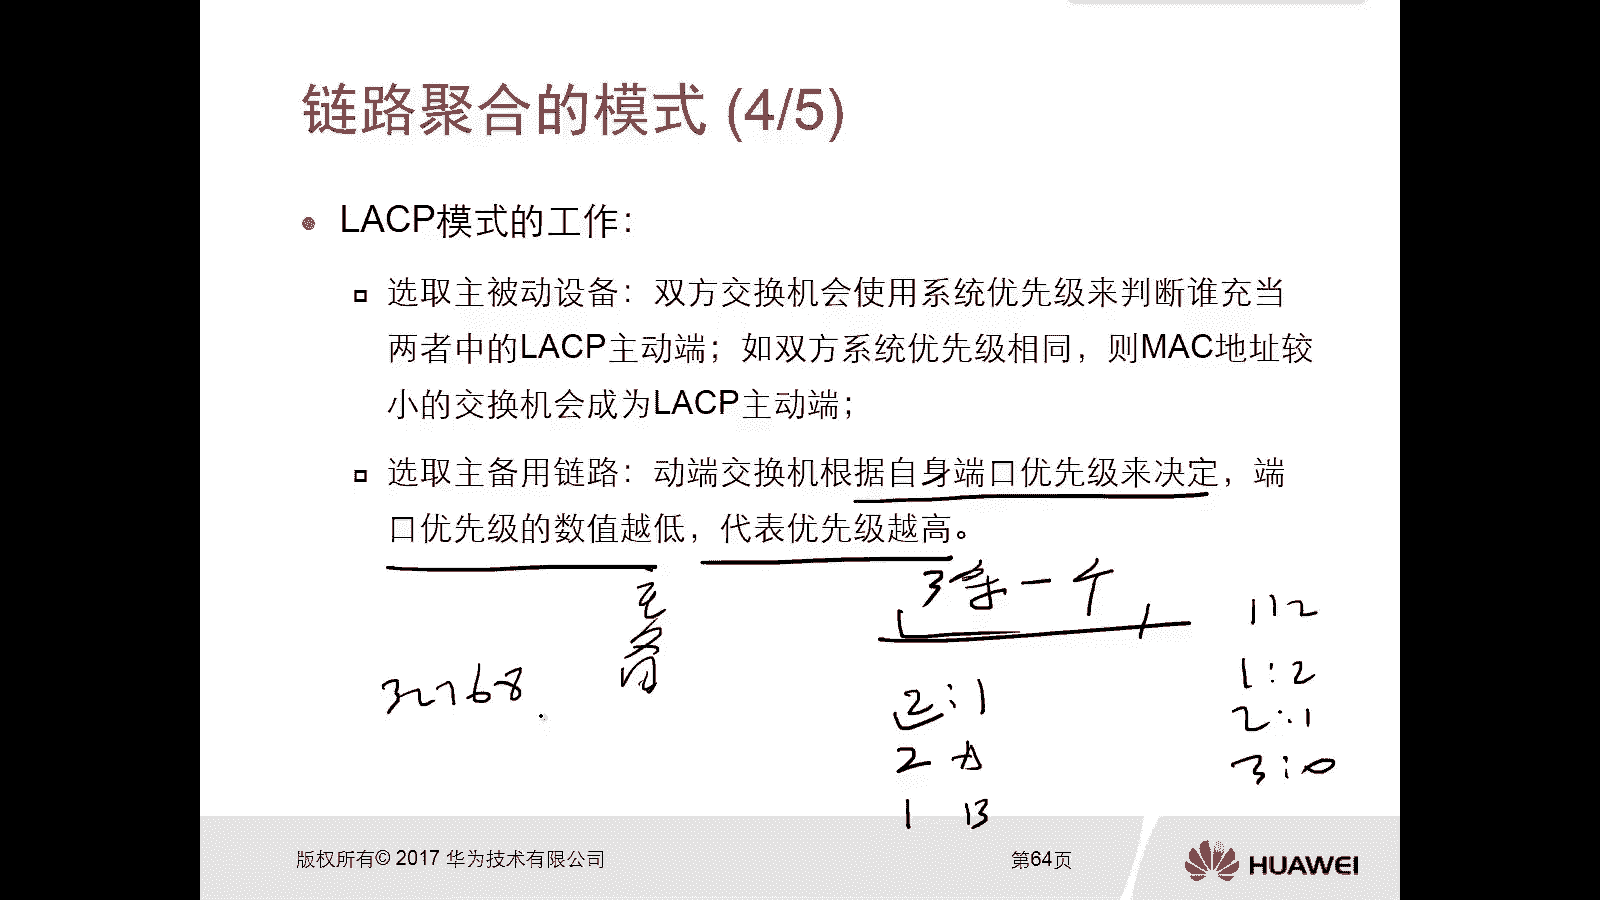 链路聚合的模式 (4/5)
LACP模式的工作：
选取主被动设备：双方交换机会使用系统优先级来判断谁充当
两者中的LACP主动端；如双方系统优先级相同，则MAC地址较
小的交换机会成为LACP主动端；
选取主备用链路：动端交换机根据自身端口优先级来决定，端
口优先级的数值越低，代表优先级越高。
主
备
用
3条一个
32768
2:1
2 A
1 B
1:2
1:2
2:1
3:0
版权所有© 2017 华为技术有限公司
第64页
HUAWEI